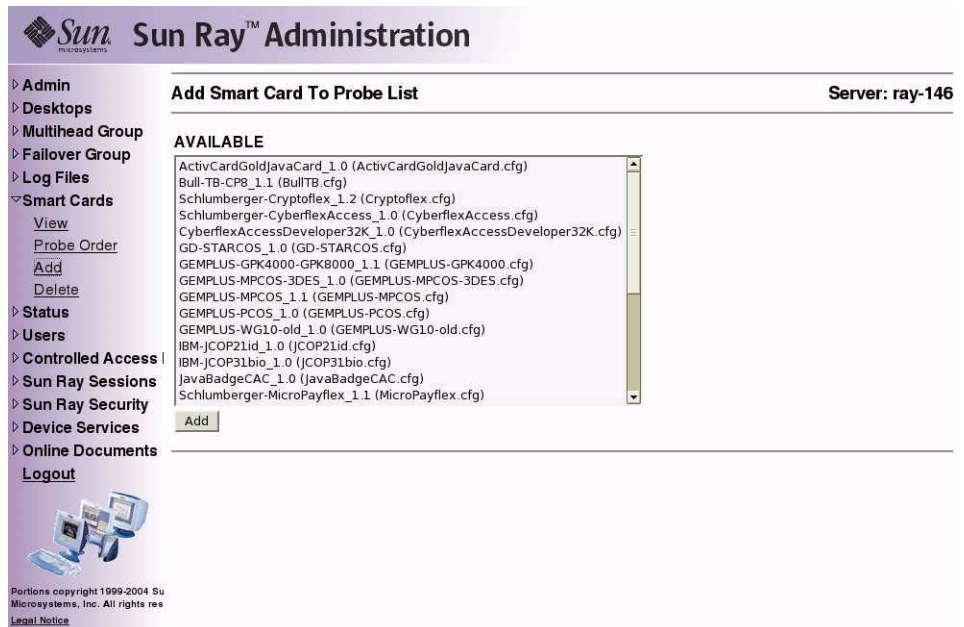 Sun
microsystems
Sun Ray™ Administration
Admin
Desktops
Multihead Group
Failover Group
Log Files
Smart Cards
View
Probe Order
Add
Delete
Status
Users
Controlled Access
Sun Ray Sessions
Sun Ray Security
Device Services
Online Documents
Logout
Portions copyright 1999-2004 Su
Microsystems, Inc. All rights res
Legal Notice
Add Smart Card To Probe List
Server: ray-146
AVAILABLE
ActivCardGoldJavaCard_1.0 (ActivCardGoldJavaCard.cfg)
Bull-TB-CP8_1.1 (BullTB.cfg)
Schlumberger-Cryptoflex_1.2 (Cryptoflex.cfg)
Schlumberger-CyberflexAccess_1.0 (CyberflexAccess.cfg)
CyberflexAccessDeveloper32K_1.0 (CyberflexAccessDeveloper32K.cfg)
GD-STARCOS_1.0 (GD-STARCOS.cfg)
GEMPLUS-GPK4000-GPK8000_1.1 (GEMPLUS-GPK4000.cfg)
GEMPLUS-MPCOS-3DES_1.0 (GEMPLUS-MPCOS-3DES.cfg)
GEMPLUS-MPCOS_1.1 (GEMPLUS-MPCOS.cfg)
GEMPLUS-PCOS_1.0 (GEMPLUS-PCOS.cfg)
GEMPLUS-WG10-old_1.0 (GEMPLUS-WG10-old.cfg)
IBM-JCOP21id_1.0 (JCOP21id.cfg)
IBM-JCOP31bio_1.0 (JCOP31bio.cfg)
JavaBadgeCAC_1.0 (JavaBadgeCAC.cfg)
Schlumberger-MicroPayflex_1.1 (MicroPayflex.cfg)
Add